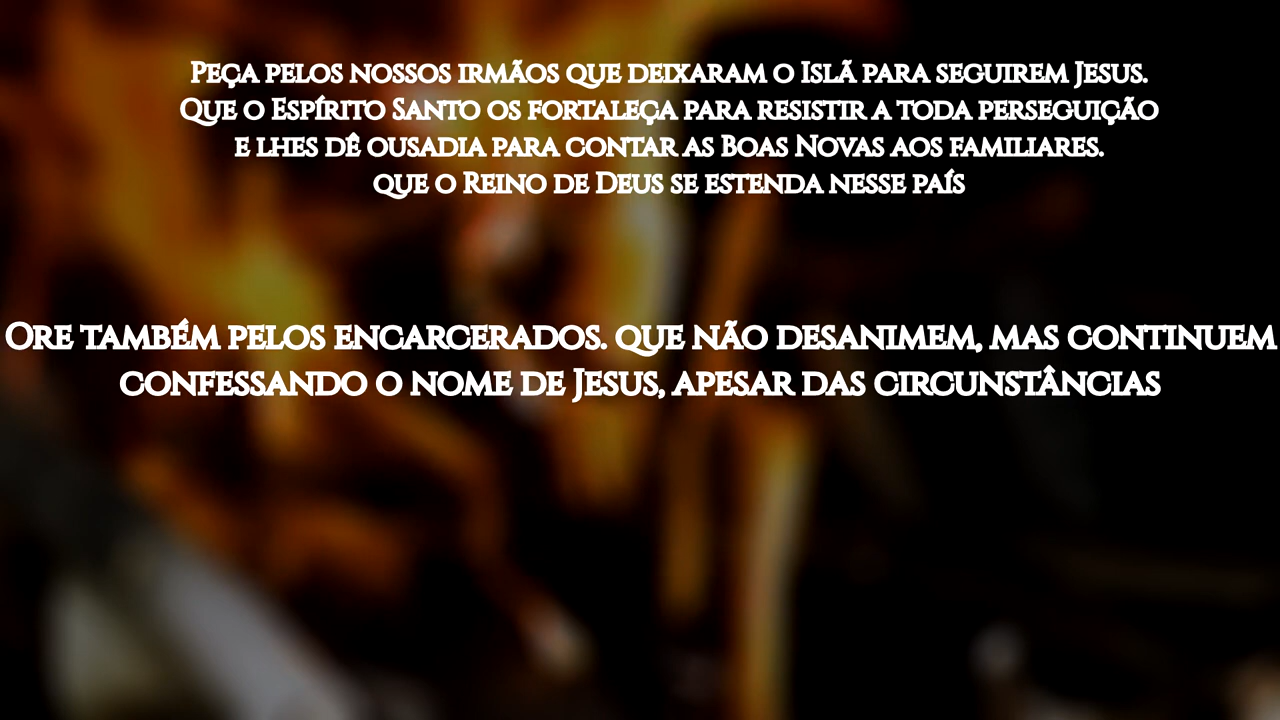 Peça pelos nossos irmãos que deixaram o Islã para seguirem Jesus.
Que o Espírito Santo os fortaleça para resistir a toda perseguição
e lhes dê ousadia para contar as Boas Novas aos familiares.
que o Reino de Deus se estenda nesse país
Ore também pelos encarcerados. que não desanimem, mas continuem
confessando o nome de Jesus, apesar das circunstâncias